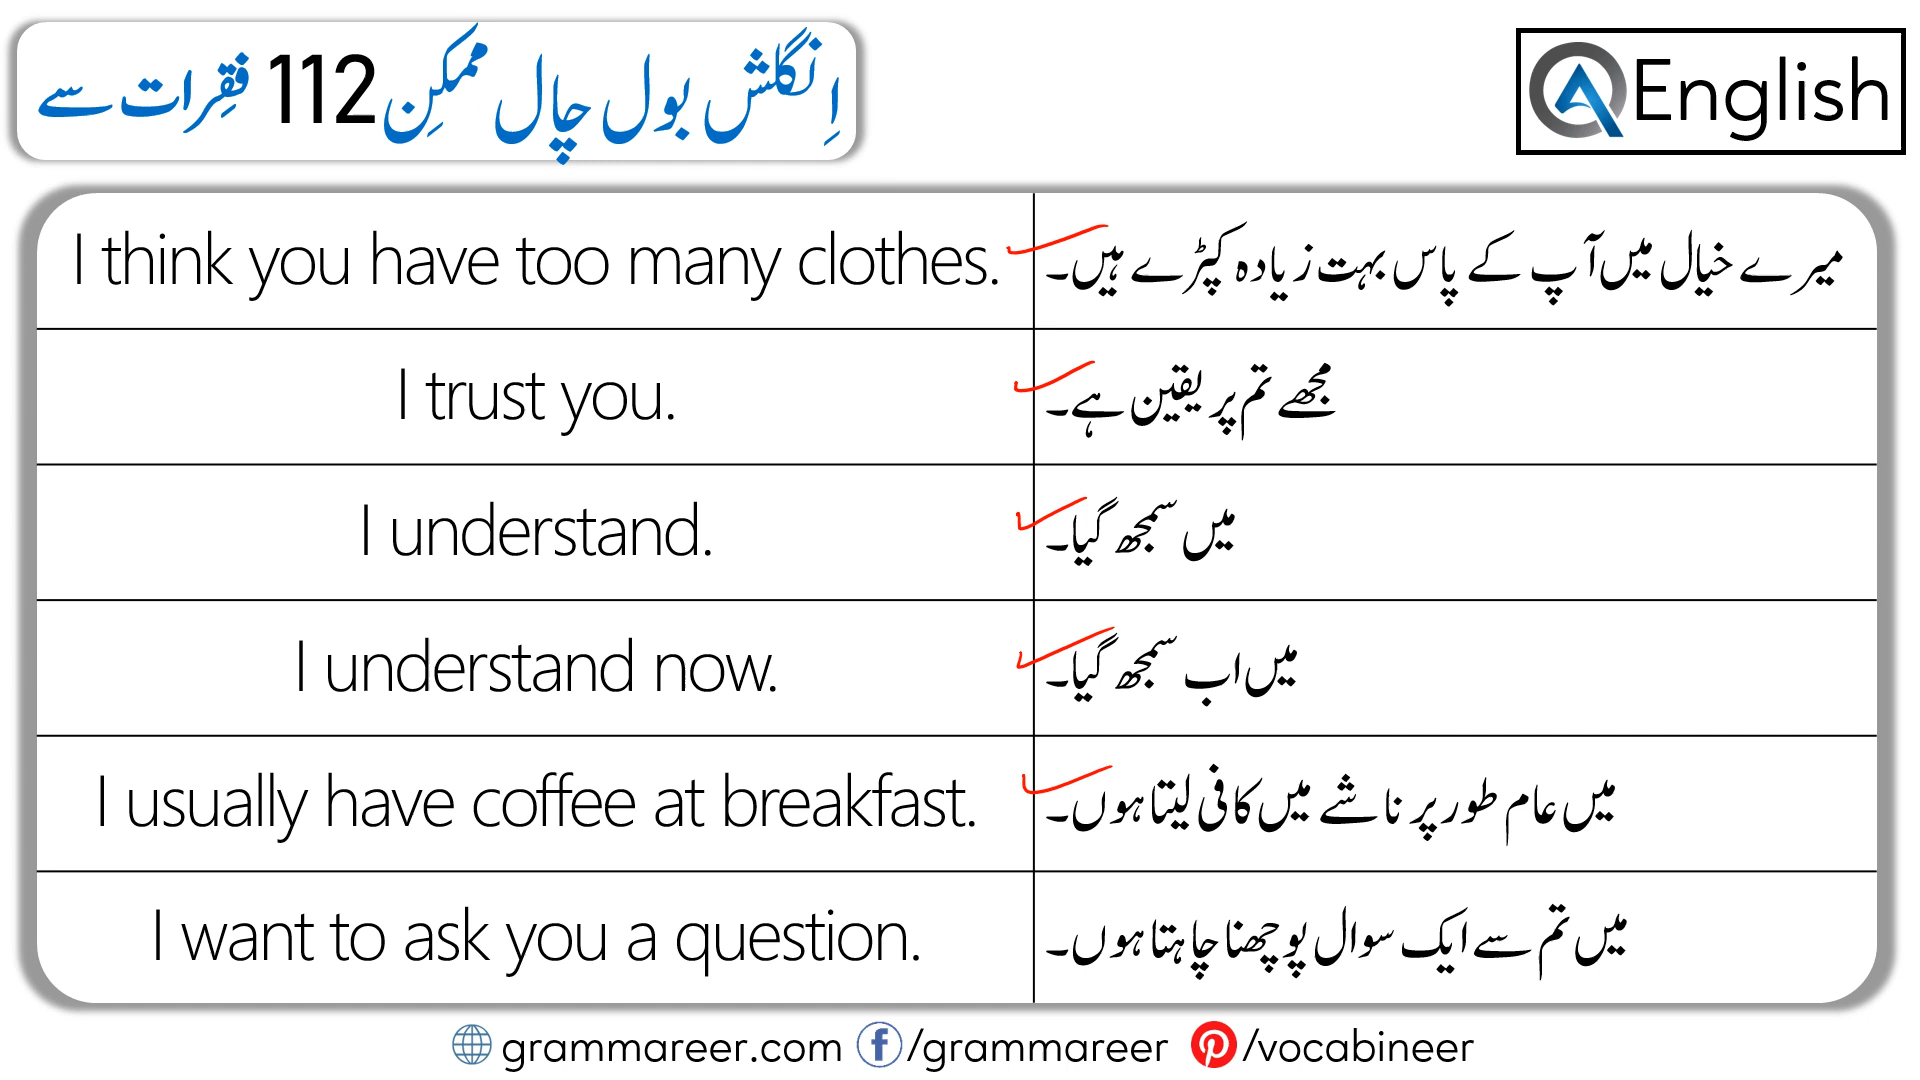 اِنگلش بول چال ممکِن 112 فقِرات سے
QA English
I think you have too many clothes. میرے خیال میں آپ کے پاس بہت زیادہ کپڑے ہیں۔
I trust you. مجھے تم پر یقین ہے۔
I understand. میں سمجھ گیا۔
I understand now. میں اب سمجھ گیا۔
I usually have coffee at breakfast. میں عام طور پر ناشتے میں کافی لیتا ہوں۔
I want to ask you a question. میں تم سے ایک سوال پوچھنا چاہتا ہوں۔
grammareer.com /grammareer /vocabineer